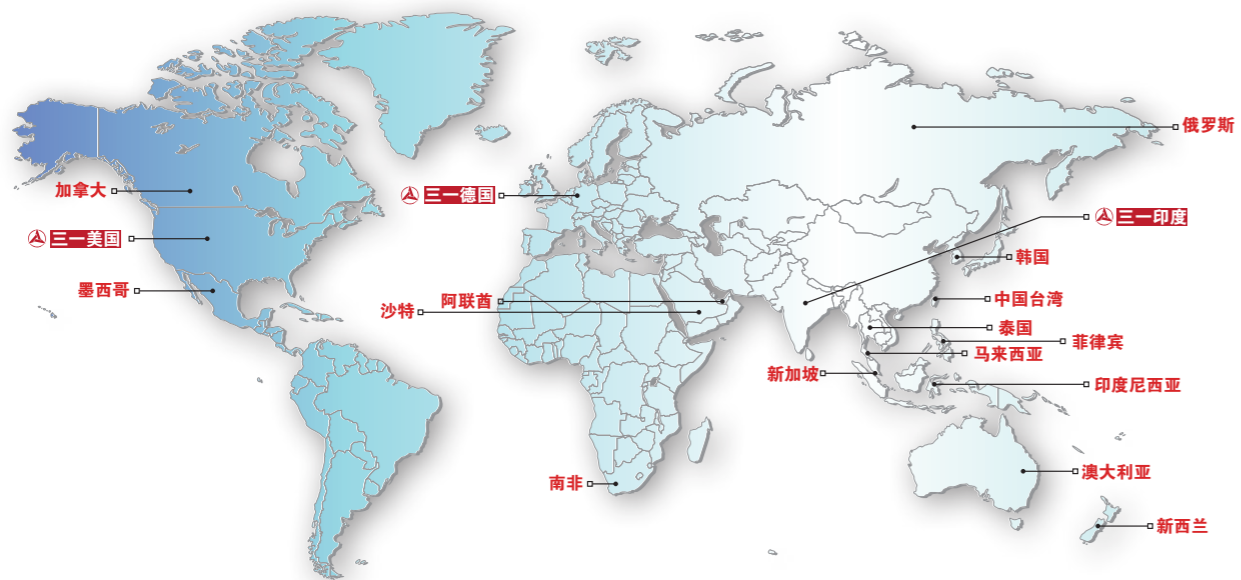 俄罗斯
加拿大
三一德国
三一印度
三一美国
韩国
墨西哥
阿联酋
中国台湾
沙特
泰国
菲律宾
马来西亚
新加坡
印度尼西亚
澳大利亚
南非
新西兰